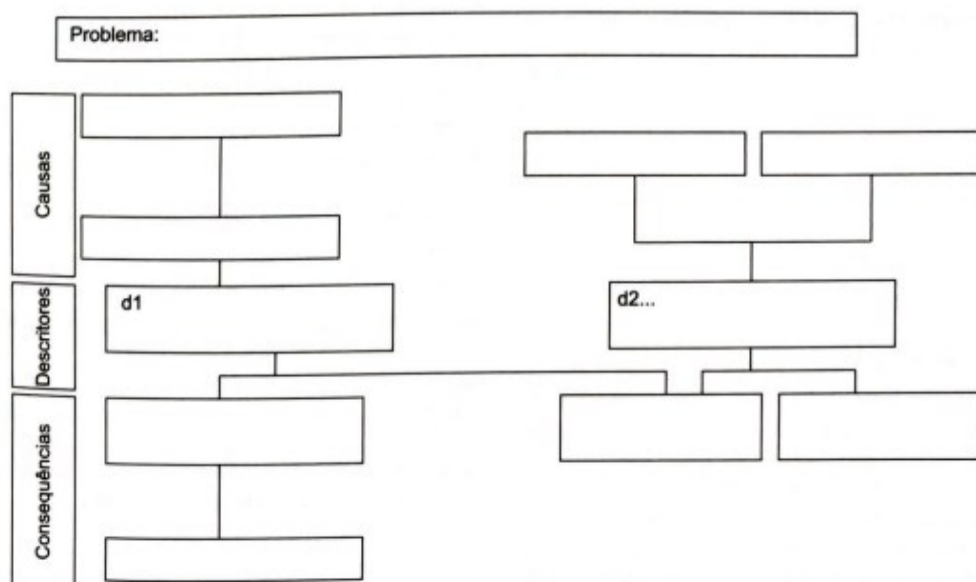 Problema:
Causas
d1
d2...
Descritores
Consequências